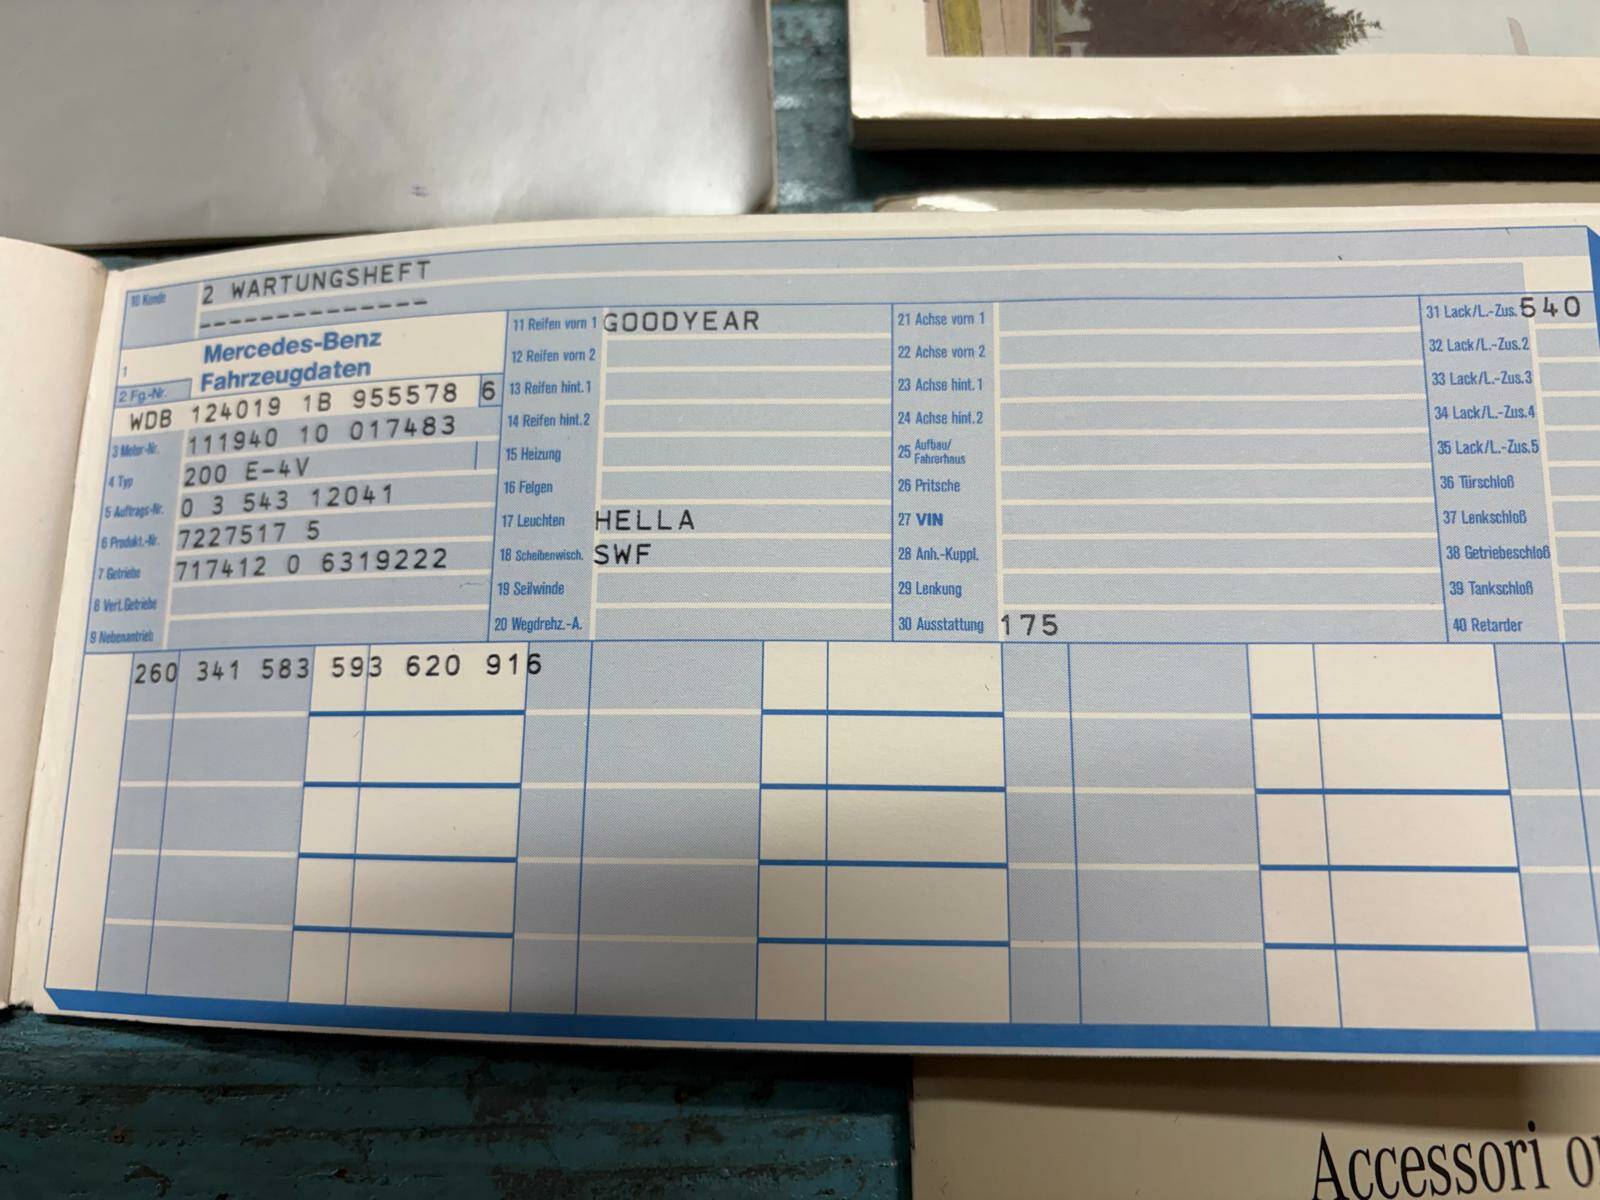 10 Kunde 2 WARTUNGSHEFT
--------------
1 Mercedes-Benz
Fahrzeugdaten
2 Fg.-Nr.
WDB 124019 1B 955578 6
3 Motor-Nr. 111940 10 017483
4 Typ 200 E-4V
5 Auftrags-Nr. 0 3 543 12041
6 Produkt.-Nr. 7227517 5
7 Getriebe 717412 0 6319222
8 Vert.Getriebe
9 Nebenantrieb
11 Reifen vorn 1 GOODYEAR
12 Reifen vorn 2
13 Reifen hint.1
14 Reifen hint.2
15 Heizung
16 Felgen
17 Leuchten HELLA
18 Scheibenwisch. SWF
19 Seilwinde
20 Wegdrehz.-A.
21 Achse vorn 1
22 Achse vorn 2
23 Achse hint.1
24 Achse hint.2
25 Aufbau/
Fahrerhaus
26 Pritsche
27 VIN
28 Anh.-Kuppl.
29 Lenkung
30 Ausstattung 175
31 Lack/L.-Zus. 540
32 Lack/L.-Zus.2
33 Lack/L.-Zus.3
34 Lack/L.-Zus.4
35 Lack/L.-Zus.5
36 Türschloß
37 Lenkschloß
38 Getriebeschloß
39 Tankschloß
40 Retarder
260 341 583 593 620 916
Accessori